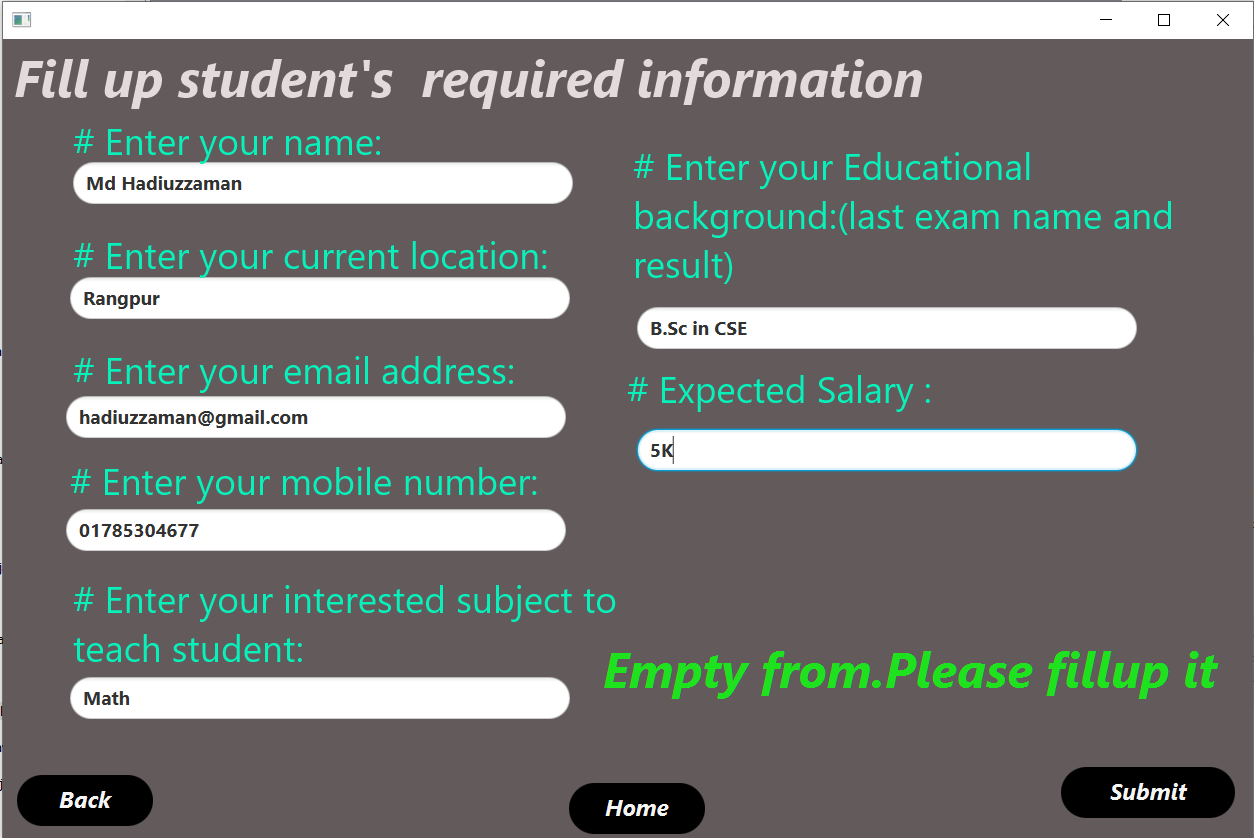 Fill up student's  required information
# Enter your name:
Md Hadiuzzaman
# Enter your current location:
Rangpur
# Enter your email address:
hadiuzzaman@gmail.com
# Enter your mobile number:
01785304677
# Enter your interested subject to
teach student:
Math
# Enter your Educational
background:(last exam name and
result)
B.Sc in CSE
# Expected Salary :
5K
Empty from.Please fillup it
Back
Home
Submit